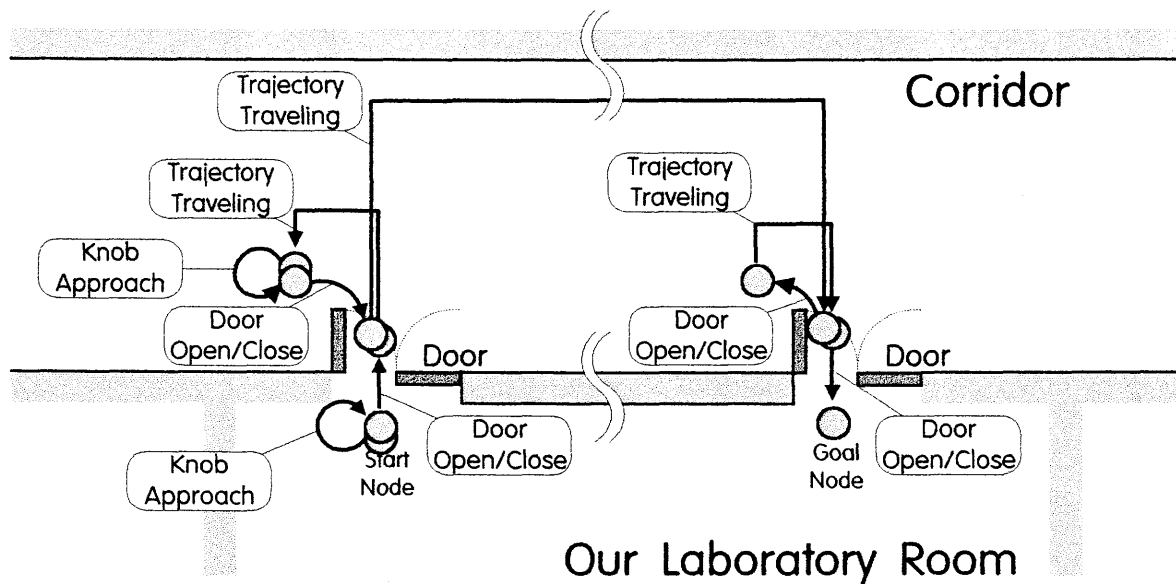 Trajectory
Traveling
Corridor
Trajectory
Traveling
Trajectory
Traveling
Knob
Approach
Door
Open/Close
Door
Door
Open/Close
Door
Knob
Approach
Start
Node
Door
Open/Close
Goal
Node
Door
Open/Close
Our Laboratory Room